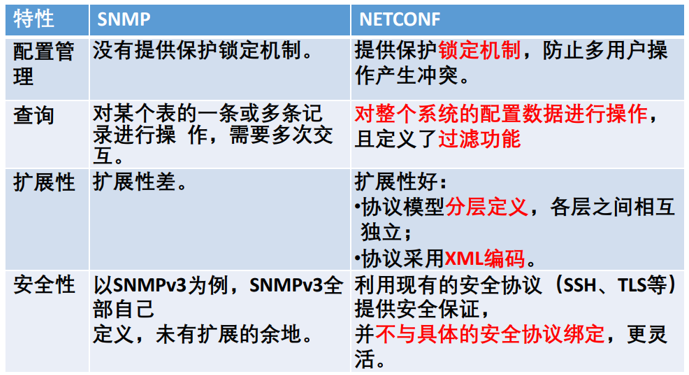 特性 SNMP NETCONF
配置管理 没有提供保护锁定机制。 提供保护锁定机制，防止多用户操作产生冲突。
查询 对某个表的一条或多条记录进行操 作，需要多次交互。 对整个系统的配置数据进行操作，且定义了过滤功能
扩展性 扩展性差。 扩展性好：
•协议模型分层定义，各层之间相互独立；
•协议采用XML编码。
安全性 以SNMPv3为例，SNMPv3全部自己
定义，未有扩展的余地。 利用现有的安全协议（SSH、TLS等）提供安全保证，
并不与具体的安全协议绑定，更灵活。